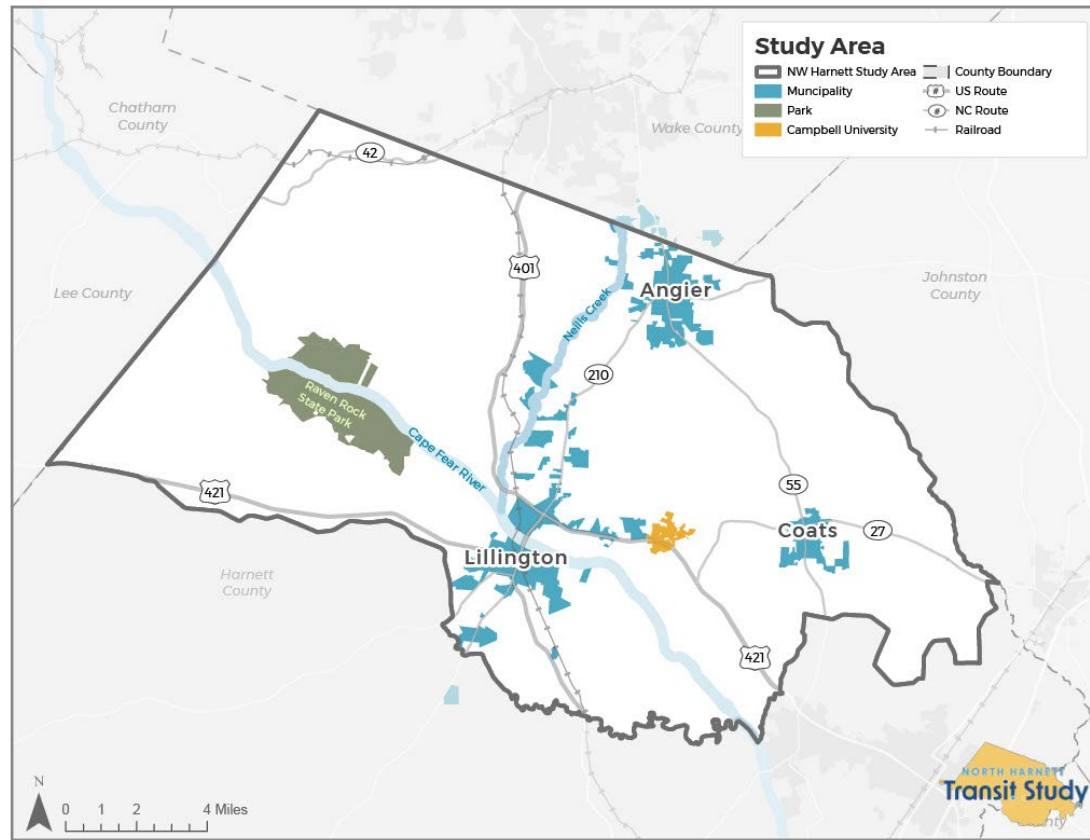 Study Area
NW Harnett Study Area
Muncipality
Park
Campbell University
County Boundary
US Route
NC Route
Railroad
Chatham
County
Wake County
42
Lee County
401
Neills Creek
Angier
Johnston
County
210
Raven Rock
State Park
Cape Fear River
421
55
27
Coats
Lillington
Harnett
County
421
N
0 1 2 4 Miles
NORTH HARNETT
Transit Study
County